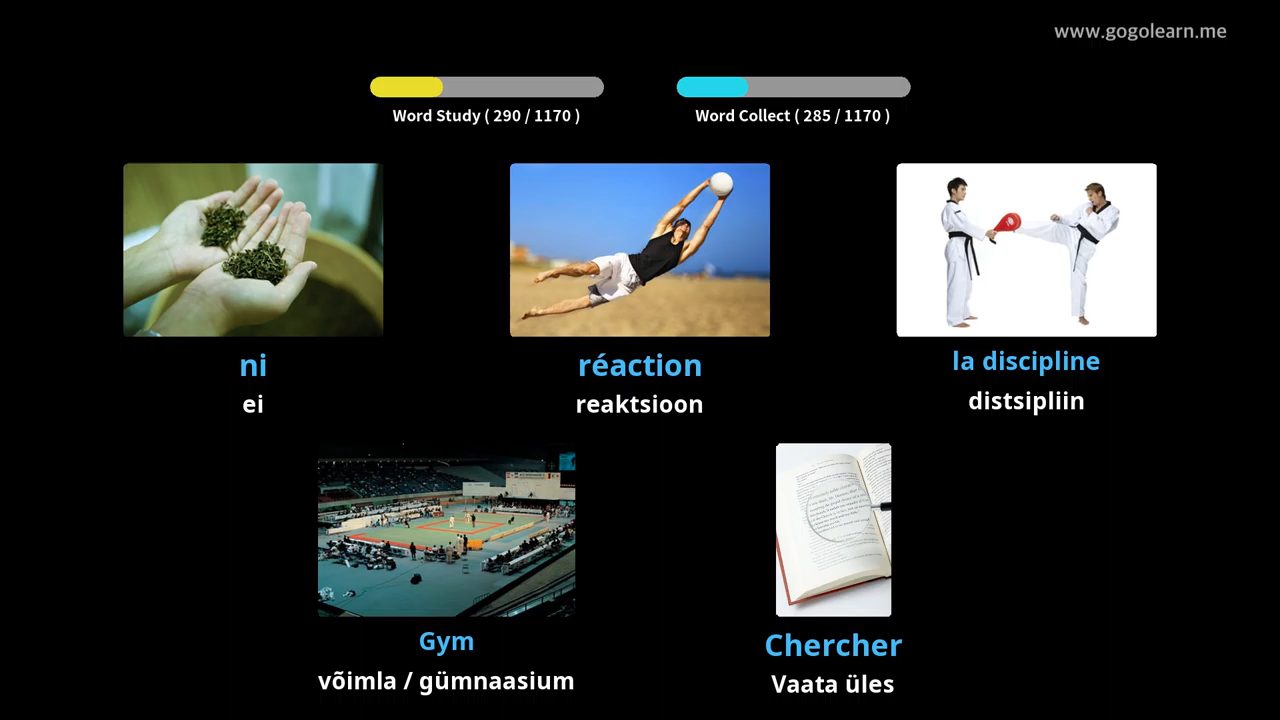 www.gogolearn.me
Word Study ( 290 / 1170 )
Word Collect ( 285 / 1170 )
ni
ei
réaction
reaktsioon
la discipline
distsipliin
Gym
võimla / gümnaasium
Chercher
Vaata üles